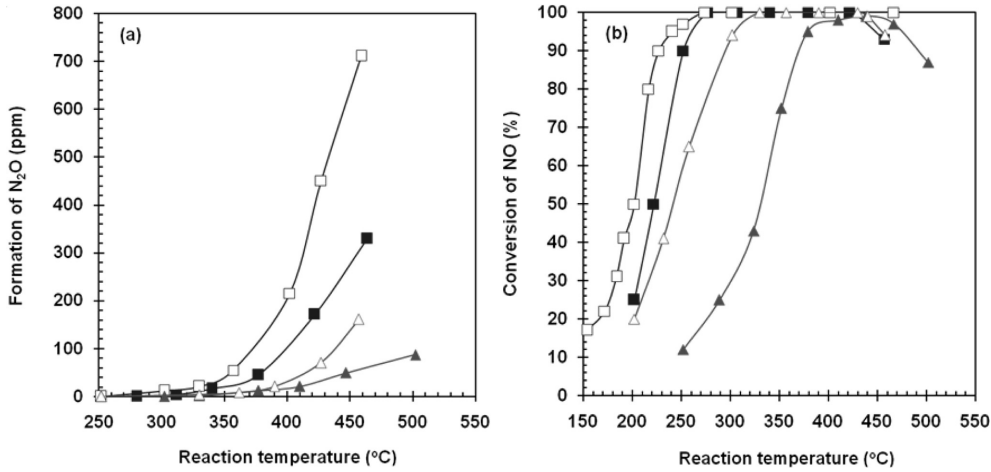 (a)
800
700
600
500
400
300
200
100
0
250 300 350 400 450 500 550
Formation of N₂O (ppm)
Reaction temperature (ºC)
(b)
100
90
80
70
60
50
40
30
20
10
0
150 200 250 300 350 400 450 500 550
Conversion of NO (%)
Reaction temperature (ºC)